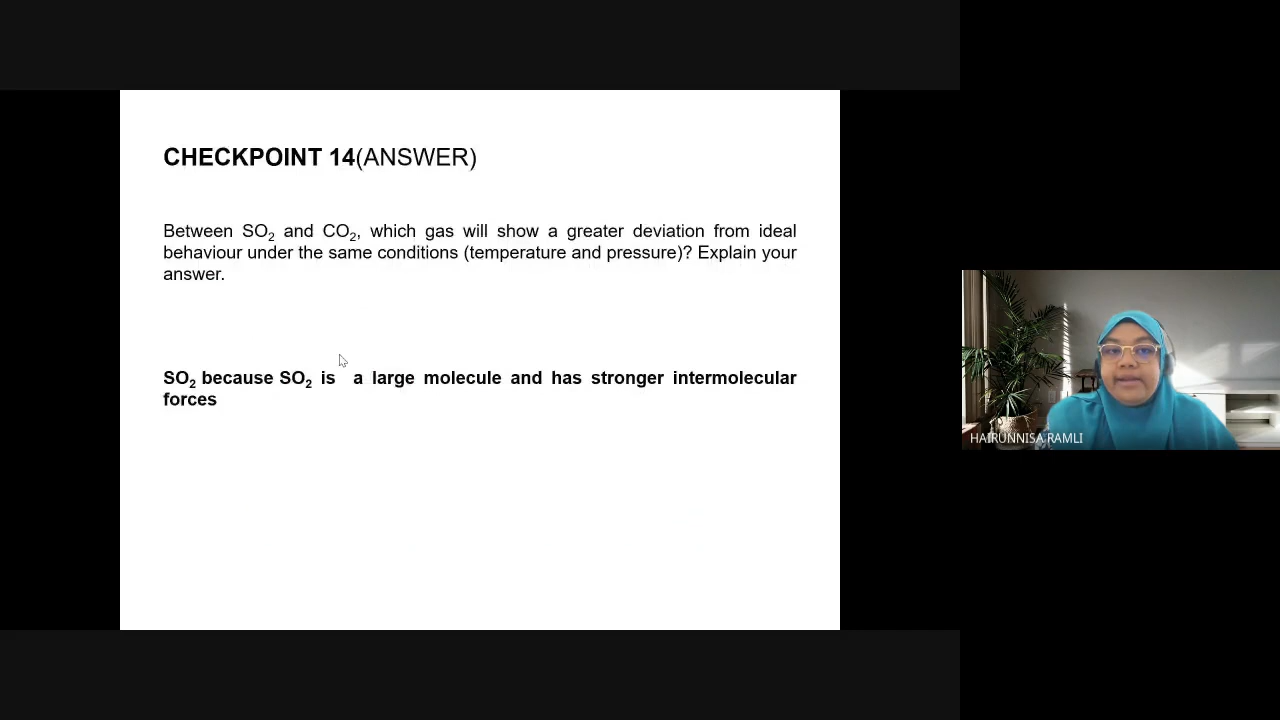 CHECKPOINT 14(ANSWER)
Between SO₂ and CO₂, which gas will show a greater deviation from ideal
behaviour under the same conditions (temperature and pressure)? Explain your
answer.
SO₂ because SO₂ is a large molecule and has stronger intermolecular
forces
HAIRUNNISA RAMLI